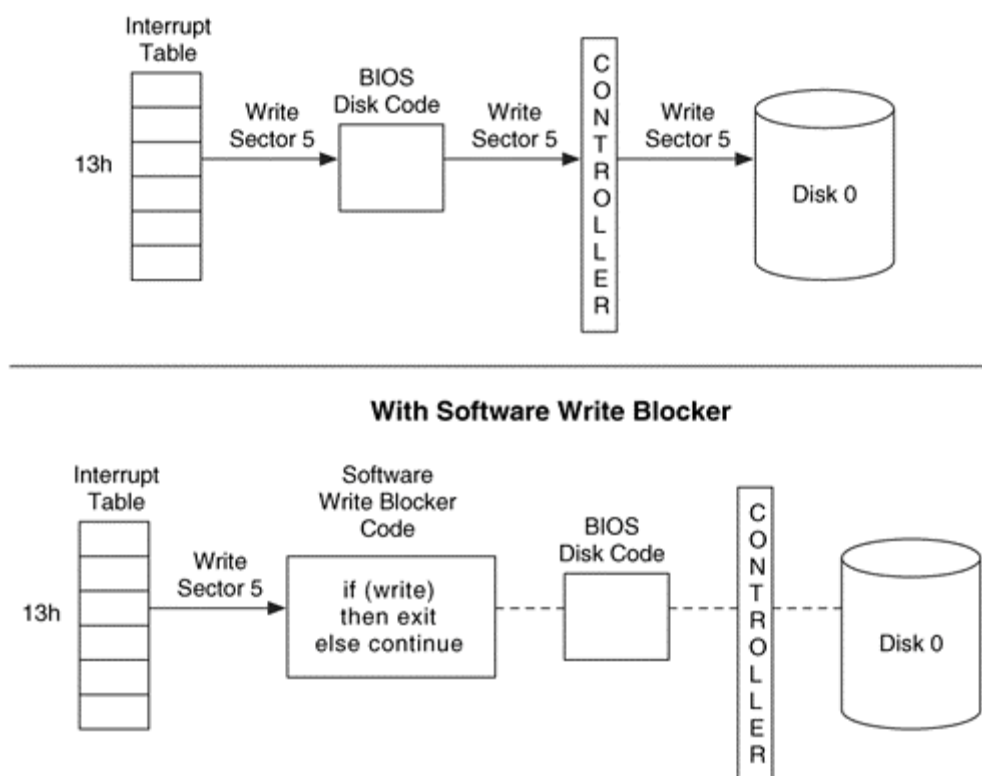 Interrupt
Table
BIOS
Disk Code
Write
Sector 5
Write
Sector 5
Write
Sector 5
13h
CONTROLLER
Disk 0
With Software Write Blocker
Interrupt
Table
Software
Write Blocker
Code
BIOS
Disk Code
Write
Sector 5
13h
if (write)
then exit
else continue
CONTROLLER
Disk 0